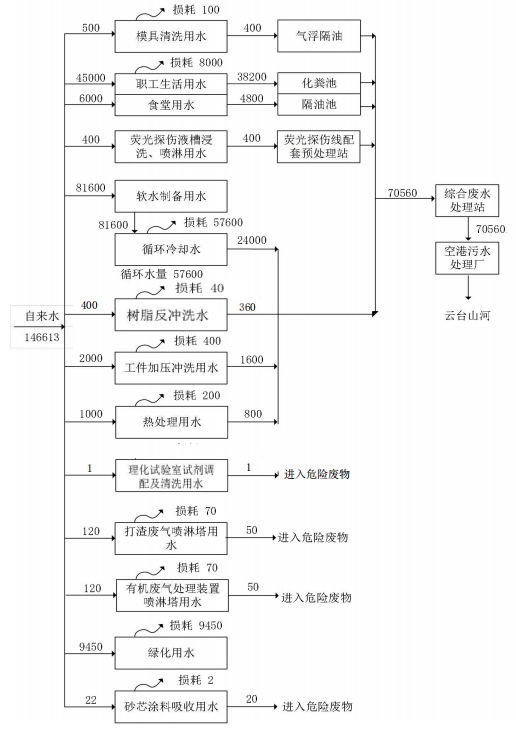 损耗 100
500
模具清洗用水
400
气浮隔油
损耗 8000
45000
职工生活用水
38200
化粪池
6000
食堂用水
4800
隔油池
400
荧光探伤液槽浸
洗、喷淋用水
400
荧光探伤线配
套预处理站
81600
软水制备用水
70560
综合废水
处理站
81600
损耗 57600
循环冷却水
24000
70560
空港污水
处理厂
循环水量 57600
损耗 40
自来水
146613
400
树脂反冲洗水
360
云台山河
损耗 400
2000
工件加压冲洗用水
1600
损耗 200
1000
热处理用水
800
1
理化试验室试剂调
配及清洗用水
1
进入危险废物
损耗 70
120
打渣废气喷淋塔用
水
50
进入危险废物
损耗 70
120
有机废气处理装置
喷淋塔用水
50
进入危险废物
损耗 9450
9450
绿化用水
损耗 2
22
砂芯涂料吸收用水
20
进入危险废物